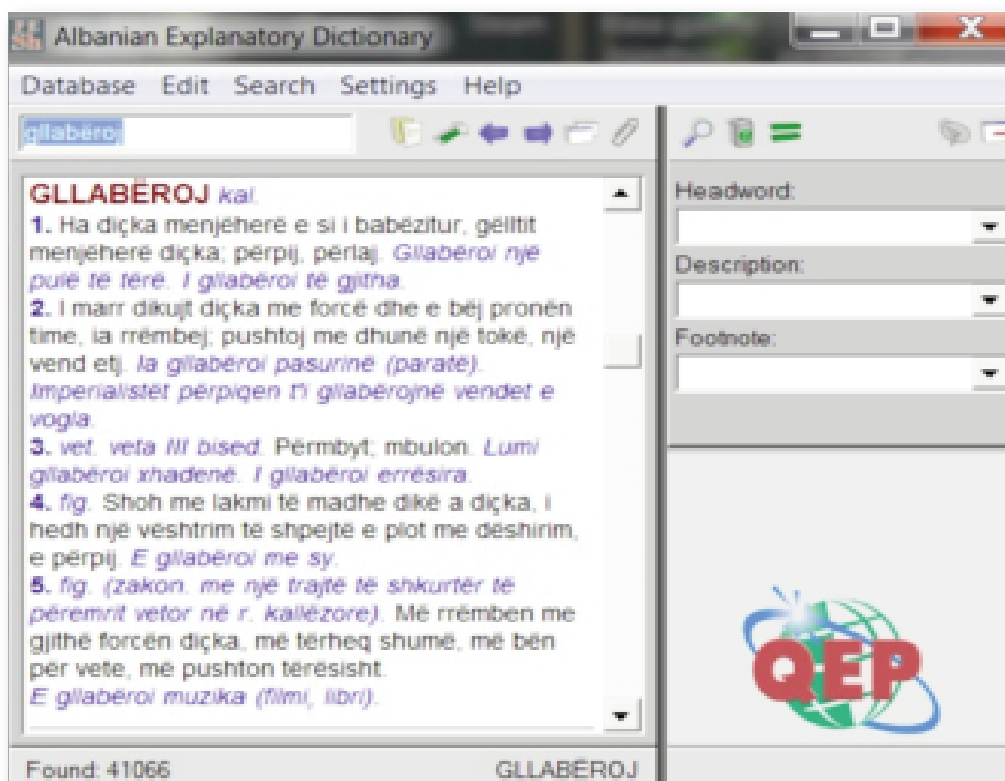 Albanian Explanatory Dictionary
Database Edit Search Settings Help
gllabëroj
GLLABËROJ kal.
1. Ha diçka menjëherë e si i babëzitur, gëlltit
menjëherë diçka; përpij, përlaj. Gllabëroi një
pulë të tërë. I gllabëroi të gjitha.
2. I marr dikujt diçka me forcë dhe e bëj pronën
time, ia rrëmbej; pushtoj me dhunë një tokë, një
vend etj. Ia gllabëroi pasurinë (paratë).
Imperialistët përpiqen t'i gllabërojnë vendet e
vogla.
3. vet. veta III bised. Përmbyt; mbulon. Lumi
gllabëroi xhadenë. I gllabëroi errësira.
4. fig. Shoh me lakmi të madhe dikë a diçka, i
hedh një vështrim të shpejtë e plot me dëshirim,
e përpij. E gllabëroi me sy.
5. fig. (zakon. me një trajtë të shkurtër të
përemrit vetor në r. kallëzore). Më rrëmben me
gjithë forcën diçka, më tërheq shumë, më bën
për vete, më pushton tërësisht.
E gllabëroi muzika (filmi, libri).
Found: 41066 GLLABËROJ
Headword:
Description:
Footnote:
QEP